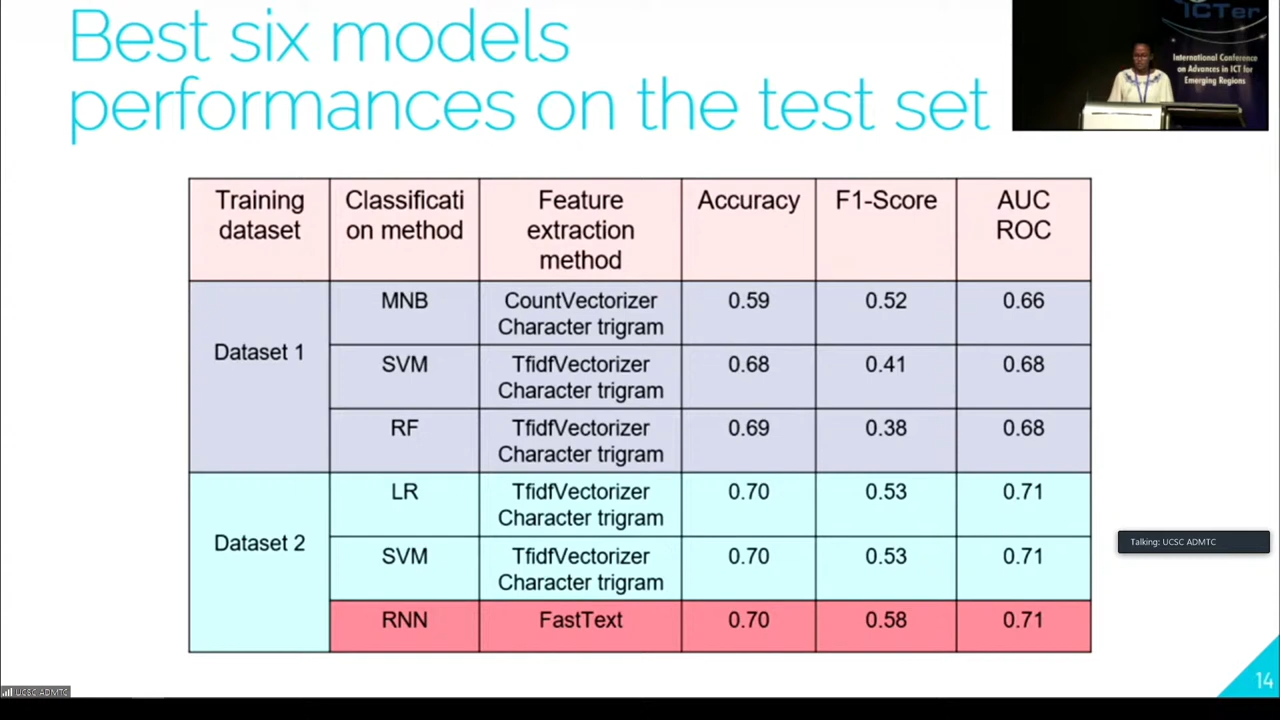 Best six models
performances on the test set
ICTer
International Conference
on Advances in ICT for
Emerging Regions
Training dataset Classificati on method Feature extraction method Accuracy F1-Score AUC ROC
Dataset 1
MNB CountVectorizer Character trigram 0.59 0.52 0.66
SVM TfidfVectorizer Character trigram 0.68 0.41 0.68
RF TfidfVectorizer Character trigram 0.69 0.38 0.68
Dataset 2
LR TfidfVectorizer Character trigram 0.70 0.53 0.71
SVM TfidfVectorizer Character trigram 0.70 0.53 0.71
RNN FastText 0.70 0.58 0.71
Talking: UCSC ADMTC
14
UCSC ADMTC